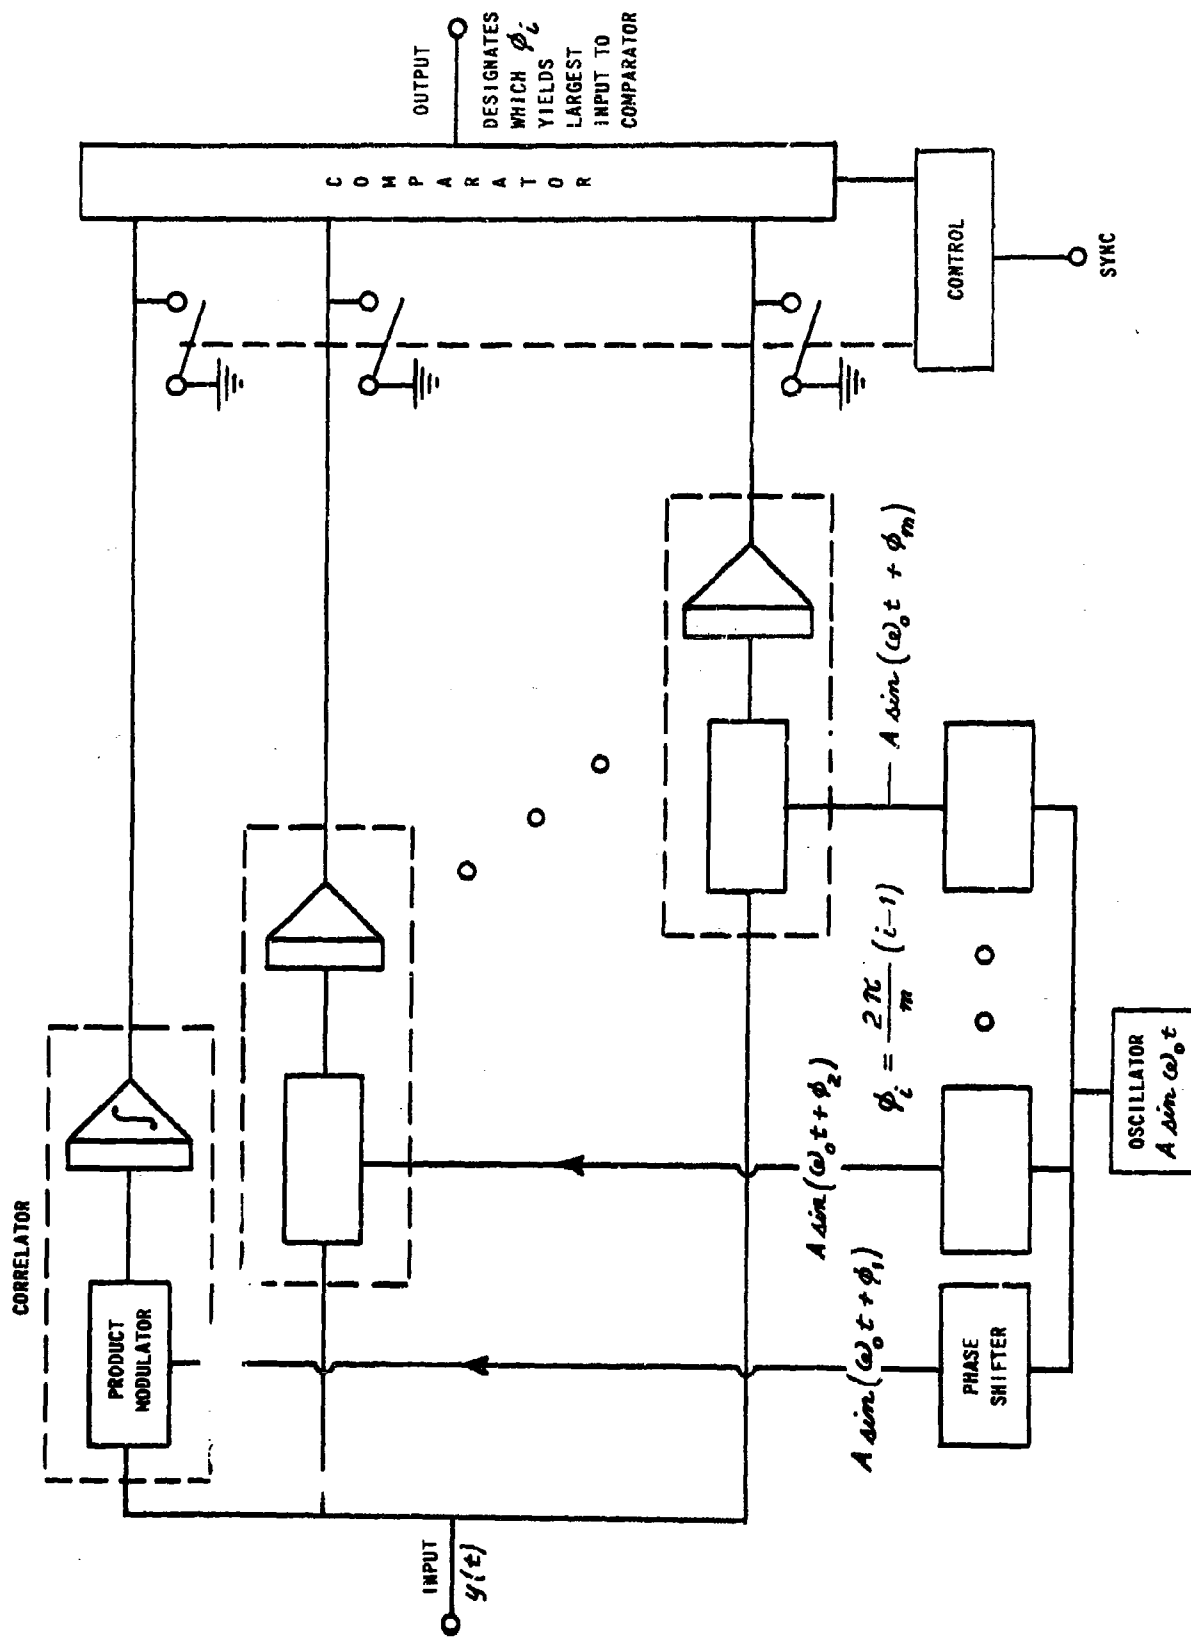 CORRELATOR
PRODUCT
MODULATOR
∫
INPUT
y(t)
A sin(ω₀t + φ₁)
A sin(ω₀t + φ₂)
φᵢ = 2π/m (i-1)
A sin(ω₀t + φₘ)
PHASE
SHIFTER
OSCILLATOR
A sin ω₀t
COMPARATOR
CONTROL
SYNC
OUTPUT
DESIGNATES
WHICH φᵢ
YIELDS
LARGEST
INPUT TO
COMPARATOR